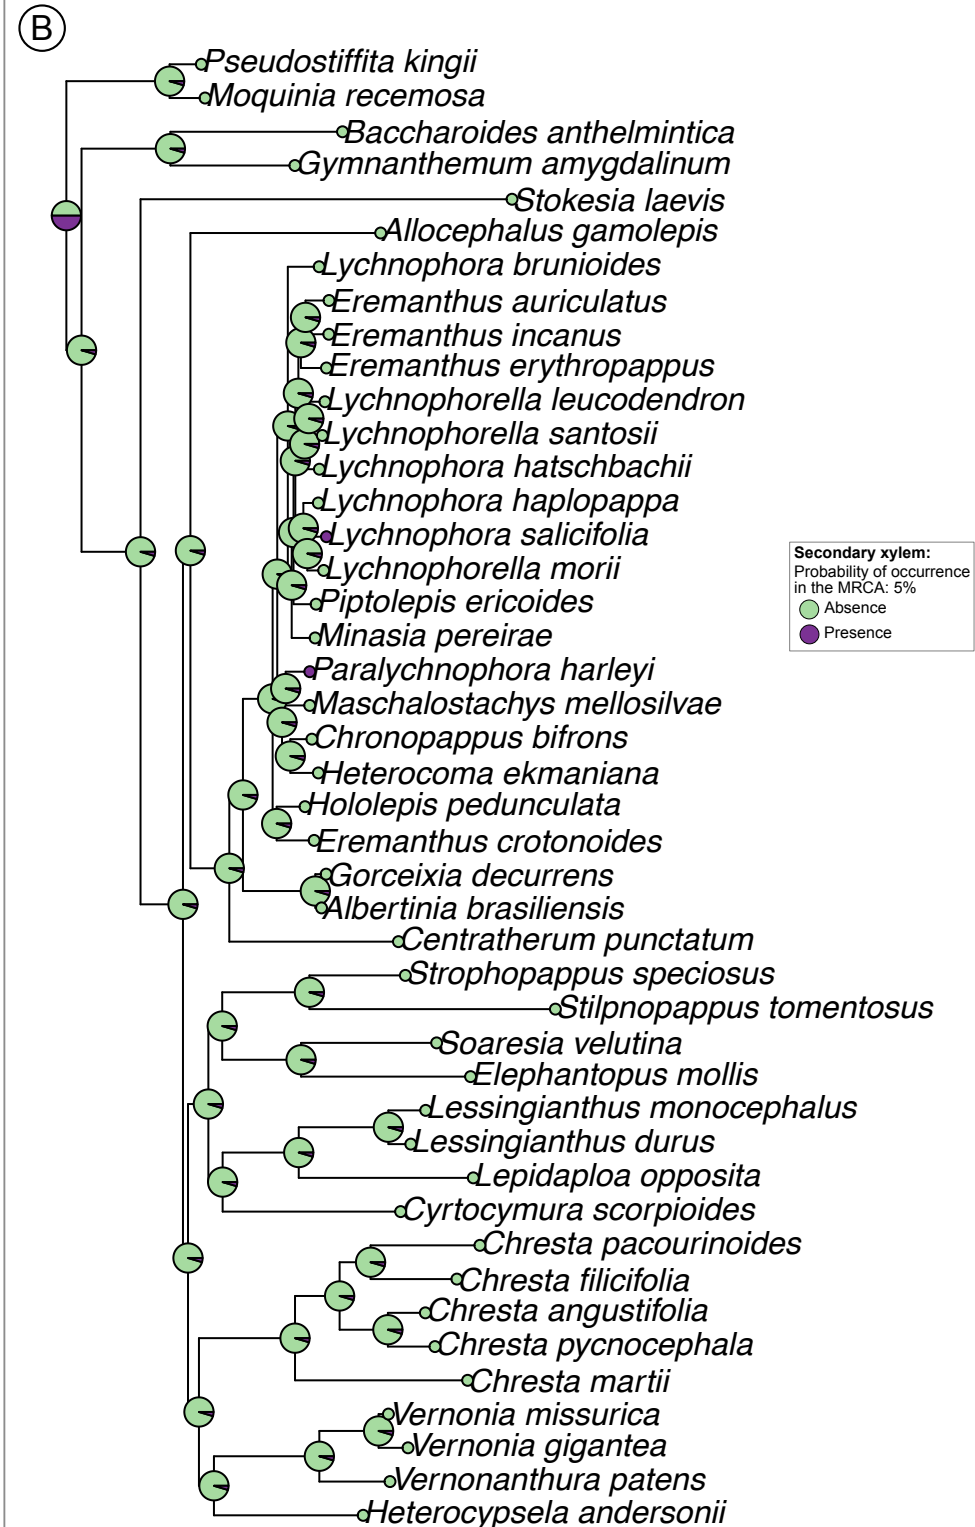 B
Pseudostiffita kingii
Moquinia recemosa
Baccharoides anthelmintica
Gymnanthemum amygdalinum
Stokesia laevis
Allocephalus gamolepis
Lychnophora brunioides
Eremanthus auriculatus
Eremanthus incanus
Eremanthus erythropappus
Lychnophorella leucodendron
Lychnophorella santosii
Lychnophora hatschbachii
Lychnophora haplopappa
Lychnophora salicifolia
Lychnophorella morii
Piptolepis ericoides
Minasia pereirae
Paralychnophora harleyi
Maschalostachys mellosilvae
Chronopappus bifrons
Heterocoma ekmaniana
Hololepis pedunculata
Eremanthus crotonoides
Gorceixia decurrens
Albertinia brasiliensis
Centratherum punctatum
Strophopappus speciosus
Stilpnopappus tomentosus
Soaresia velutina
Elephantopus mollis
Lessingianthus monocephalus
Lessingianthus durus
Lepidaploa opposita
Cyrtocymura scorpioides
Chresta pacourinoides
Chresta filicifolia
Chresta angustifolia
Chresta pycnocephala
Chresta martii
Vernonia missurica
Vernonia gigantea
Vernonanthura patens
Heterocypsela andersonii
Secondary xylem:
Probability of occurrence
in the MRCA: 5%
Absence
Presence